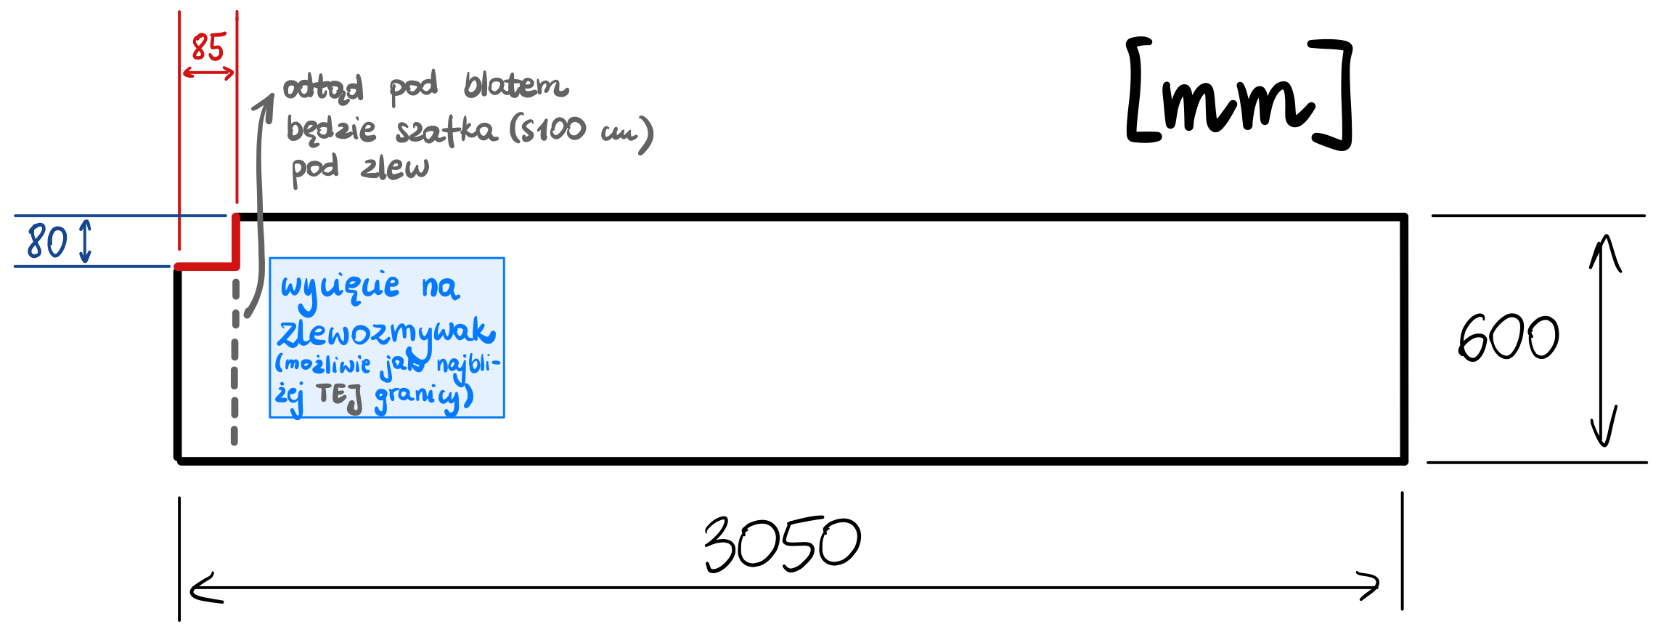 85
[mm]
odtąd pod blatem
będzie szafka (S100 cm)
pod zlew
80
wycięcie na
zlewozmywak
(możliwie jak najbli-
żej TEJ granicy)
600
3050